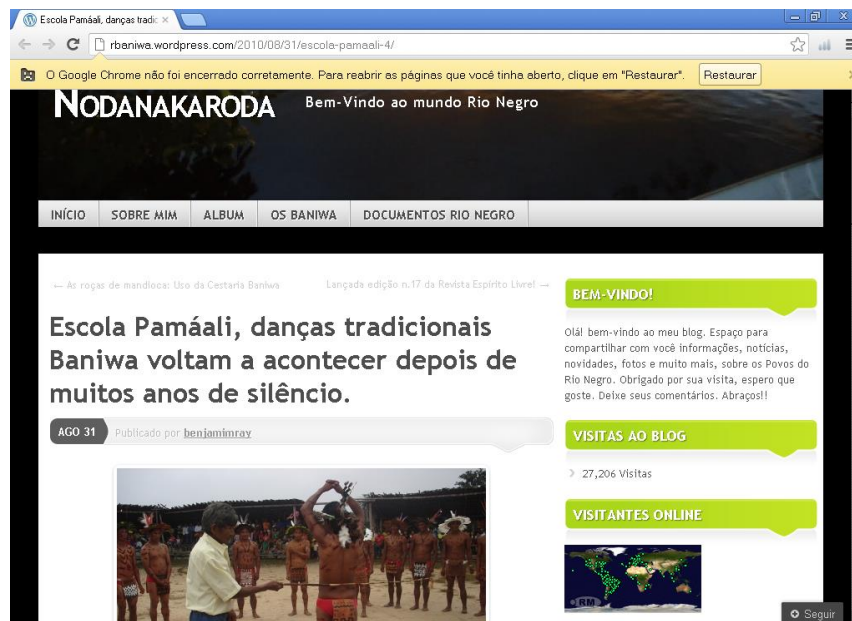 Escola Pamáali, danças tradic
rbaniwa.wordpress.com/2010/08/31/escola-pamaali-4/
O Google Chrome não foi encerrado corretamente. Para reabrir as páginas que você tinha aberto, clique em "Restaurar". Restaurar
NODANAKARODA
Bem-Vindo ao mundo Rio Negro
INÍCIO SOBRE MIM ALBUM OS BANIWA DOCUMENTOS RIO NEGRO
← As roças de mandioca: Uso da Cestaria Baniwa
Lançada edição n.17 da Revista Espírito Livre! →
Escola Pamáali, danças tradicionais
Baniwa voltam a acontecer depois de
muitos anos de silêncio.
AGO 31 Publicado por benjamimray
BEM-VINDO!
Olá! bem-vindo ao meu blog. Espaço para
compartilhar com você informações, notícias,
novidades, fotos e muito mais, sobre os Povos do
Rio Negro. Obrigado por sua visita, espero que
goste. Deixe seus comentários. Abraços!!
VISITAS AO BLOG
27,206 Visitas
VISITANTES ONLINE
RM
Seguir